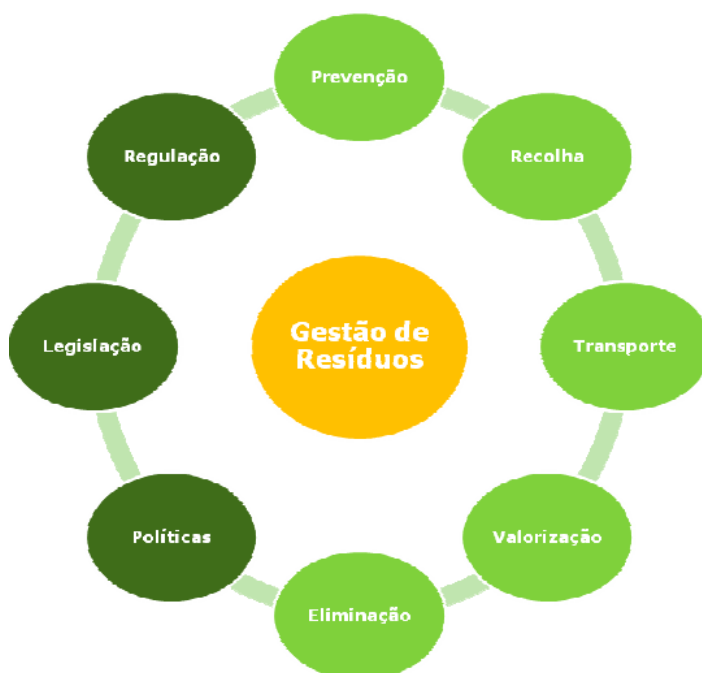 Prevenção
Regulação
Recolha
Gestão de
Resíduos
Legislação
Transporte
Políticas
Valorização
Eliminação